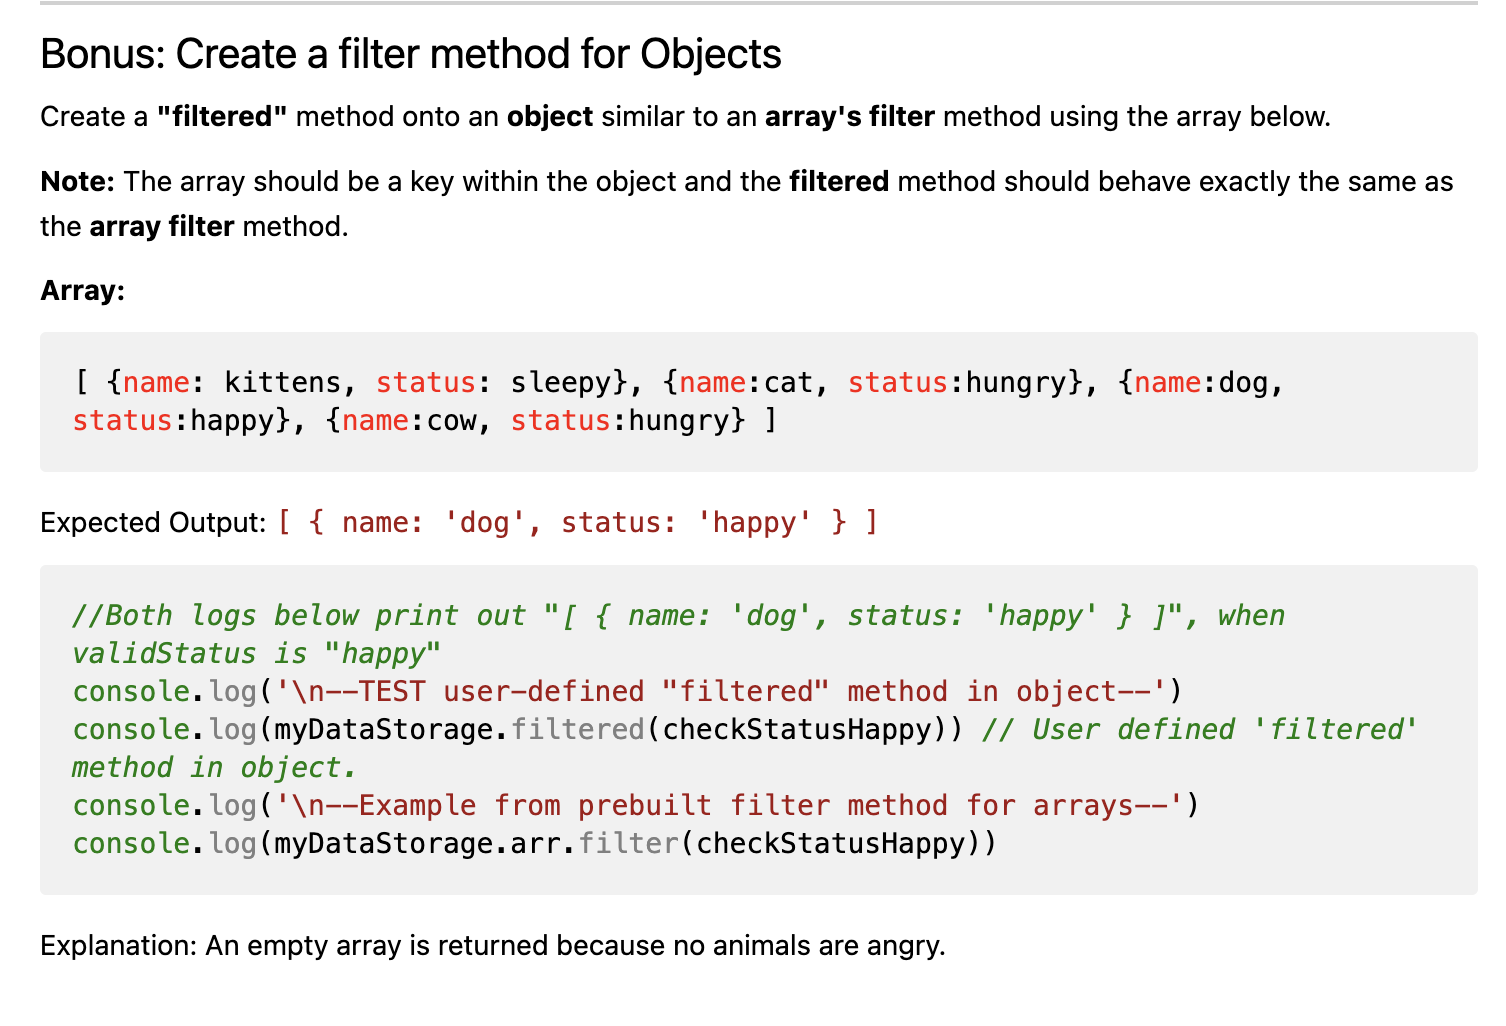 Bonus: Create a filter method for Objects
Create a "filtered" method onto an object similar to an array's filter method using the array below.
Note: The array should be a key within the object and the filtered method should behave exactly the same as
the array filter method.
Array:
[ {name: kittens, status: sleepy}, {name:cat, status:hungry}, {name:dog,
status:happy}, {name:cow, status:hungry} ]
Expected Output: [ { name: 'dog', status: 'happy' } ]
//Both logs below print out "[ { name: 'dog', status: 'happy' } ]", when
validStatus is "happy"
console.log('\n--TEST user-defined "filtered" method in object--')
console.log(myDataStorage.filtered(checkStatusHappy)) // User defined 'filtered'
method in object.
console.log('\n--Example from prebuilt filter method for arrays--')
console.log(myDataStorage.arr.filter(checkStatusHappy))
Explanation: An empty array is returned because no animals are angry.